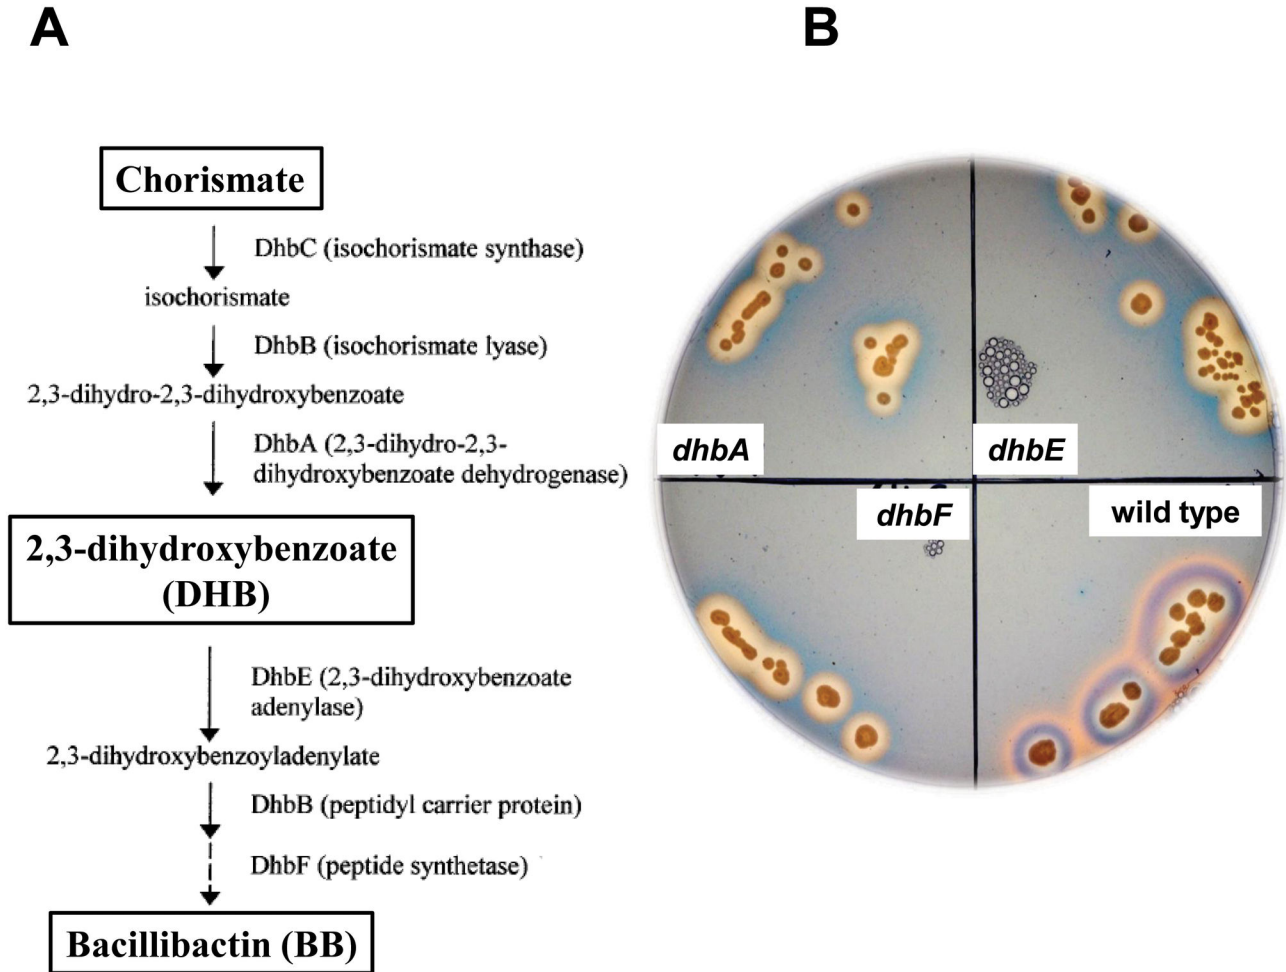 A
B
Chorismate
DhbC (isochorismate synthase)
isochorismate
DhbB (isochorismate lyase)
2,3-dihydro-2,3-dihydroxybenzoate
DhbA (2,3-dihydro-2,3-
dihydroxybenzoate dehydrogenase)
2,3-dihydroxybenzoate
(DHB)
DhbE (2,3-dihydroxybenzoate
adenylase)
2,3-dihydroxybenzoyladenylate
DhbB (peptidyl carrier protein)
DhbF (peptide synthetase)
Bacillibactin (BB)
dhbA
dhbE
dhbF
wild type